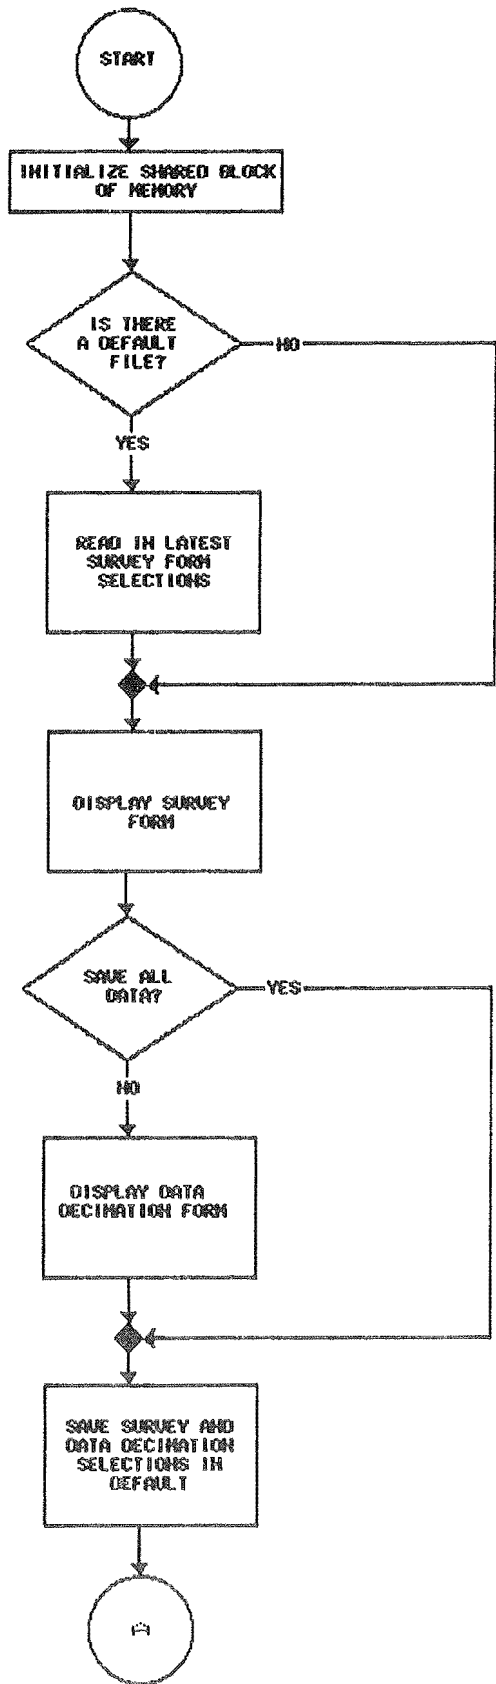 START
INITIALIZE SHARED BLOCK
OF MEMORY
IS THERE
A DEFAULT
FILE?
NO
YES
READ IN LATEST
SURVEY FORM
SELECTIONS
DISPLAY SURVEY
FORM
SAVE ALL
DATA?
YES
NO
DISPLAY DATA
DECIMATION FORM
SAVE SURVEY AND
DATA DECIMATION
SELECTIONS IN
DEFAULT
A